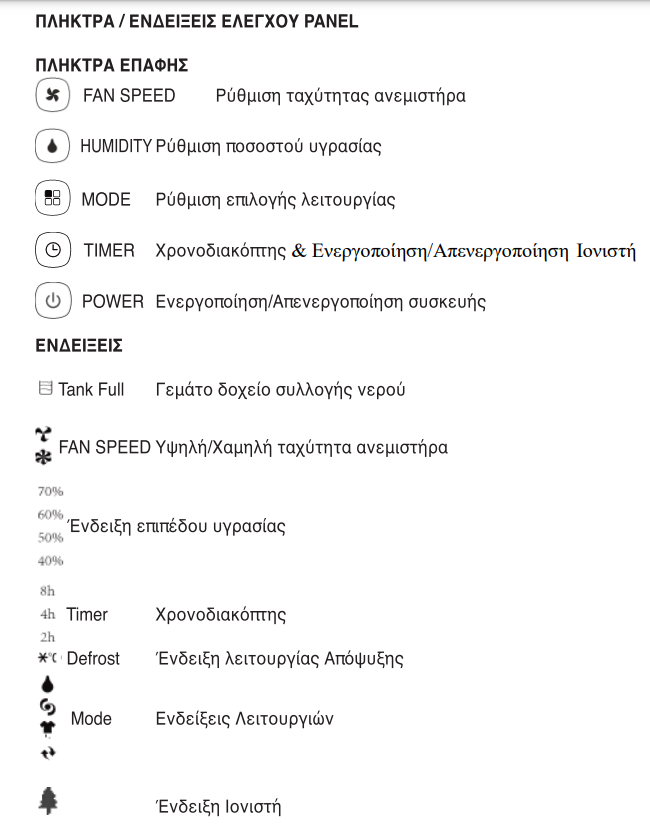 ΠΛΗΚΤΡΑ / ΕΝΔΕΙΞΕΙΣ ΕΛΕΓΧΟΥ PANEL
ΠΛΗΚΤΡΑ ΕΠΑΦΗΣ
FAN SPEED Ρύθμιση ταχύτητας ανεμιστήρα
HUMIDITY Ρύθμιση ποσοστού υγρασίας
MODE Ρύθμιση επιλογής λειτουργίας
TIMER Χρονοδιακόπτης & Ενεργοποίηση/Απενεργοποίηση Ιονιστή
POWER Ενεργοποίηση/Απενεργοποίηση συσκευής
ΕΝΔΕΙΞΕΙΣ
Tank Full Γεμάτο δοχείο συλλογής νερού
FAN SPEED Υψηλή/Χαμηλή ταχύτητα ανεμιστήρα
70%
60%
Ένδειξη επιπέδου υγρασίας
50%
40%
8h
4h Timer Χρονοδιακόπτης
2h
°C Defrost Ένδειξη λειτουργίας Απόψυξης
Mode Ενδείξεις Λειτουργιών
Ένδειξη Ιονιστή